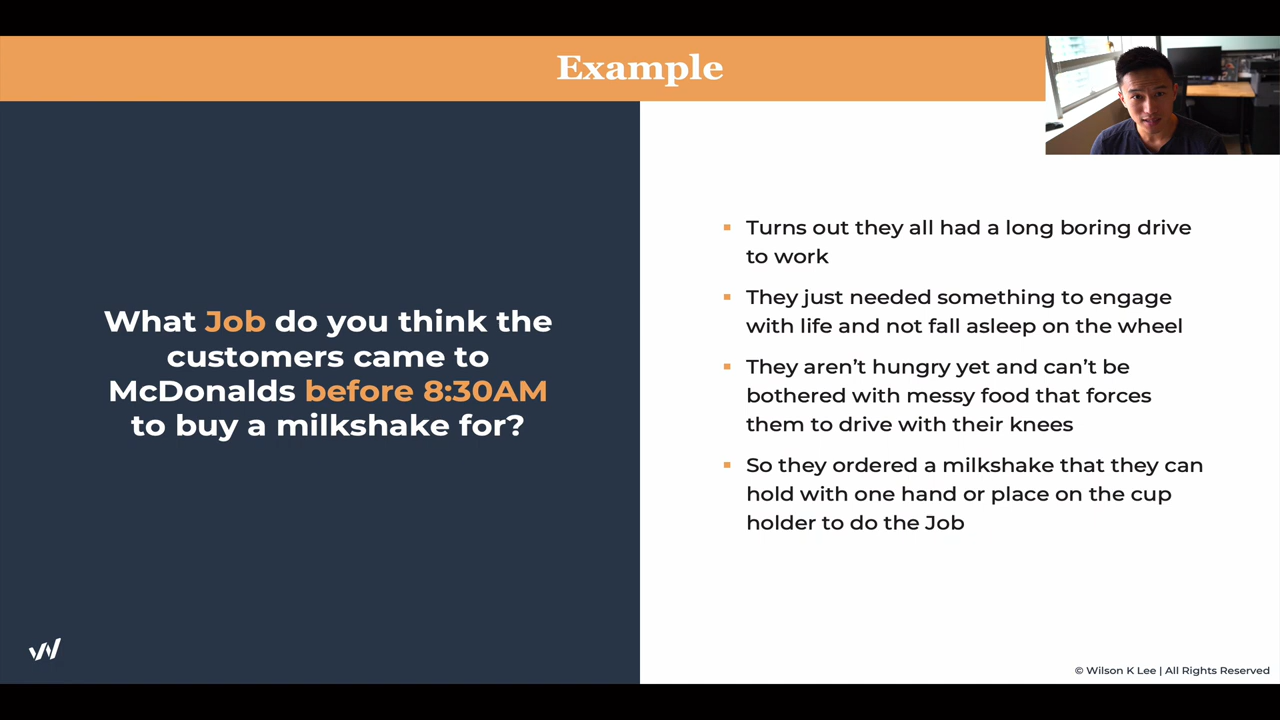 Example
What Job do you think the
customers came to
McDonalds before 8:30AM
to buy a milkshake for?
▪ Turns out they all had a long boring drive
to work
▪ They just needed something to engage
with life and not fall asleep on the wheel
▪ They aren’t hungry yet and can’t be
bothered with messy food that forces
them to drive with their knees
▪ So they ordered a milkshake that they can
hold with one hand or place on the cup
holder to do the Job
© Wilson K Lee | All Rights Reserved